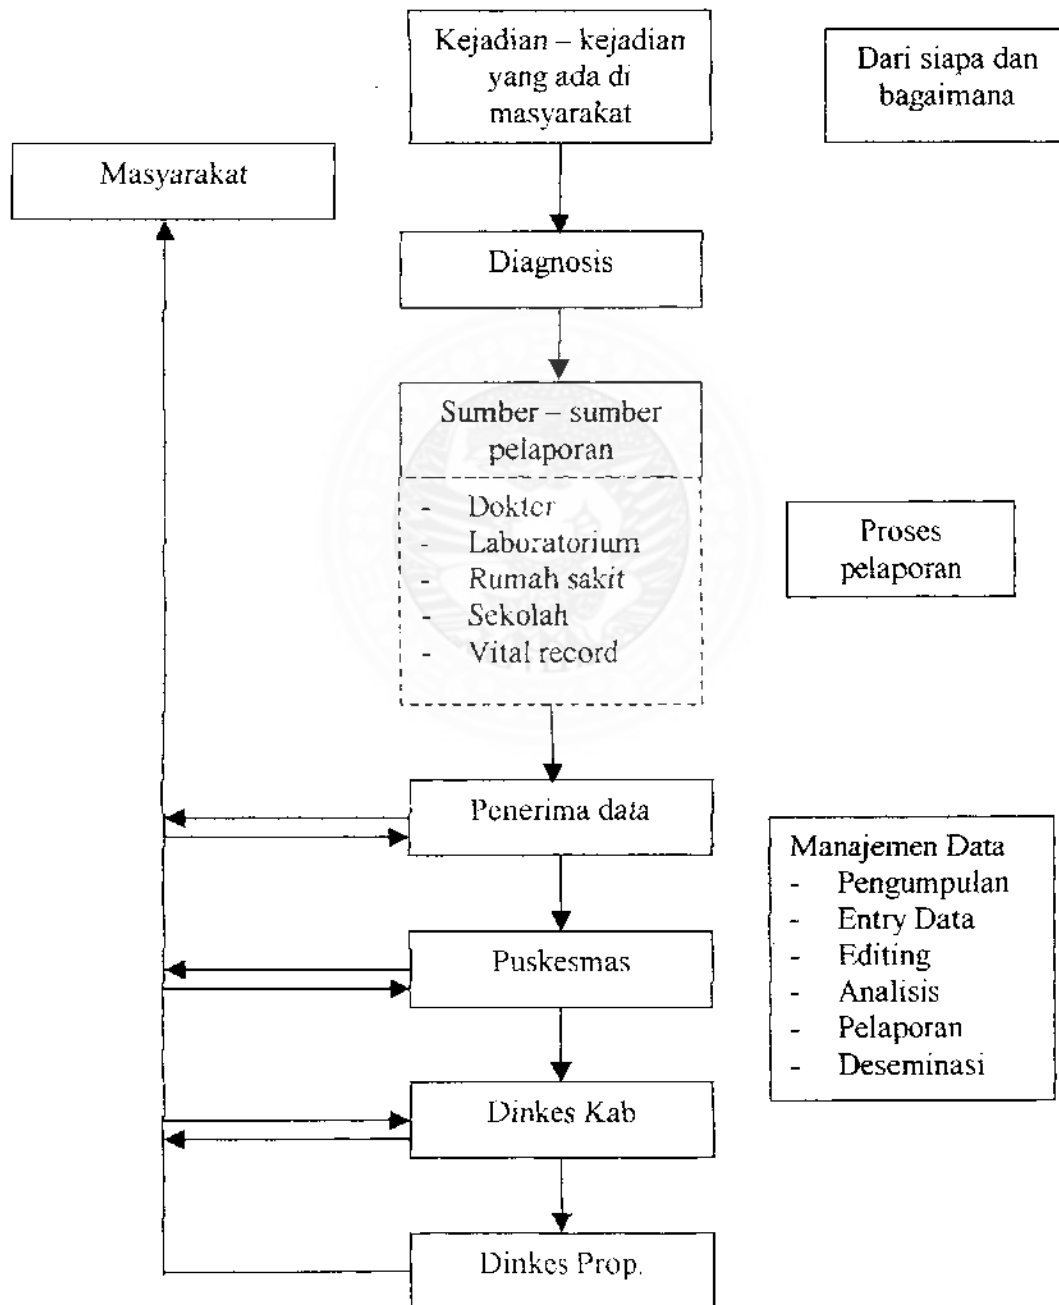 Kejadian – kejadian
yang ada di
masyarakat
Dari siapa dan
bagaimana
Masyarakat
Diagnosis
Sumber – sumber
pelaporan
- Dokter
- Laboratorium
- Rumah sakit
- Sekolah
- Vital record
Proses
pelaporan
Penerima data
Manajemen Data
- Pengumpulan
- Entry Data
- Editing
- Analisis
- Pelaporan
- Deseminasi
Puskesmas
Dinkes Kab
Dinkes Prop.